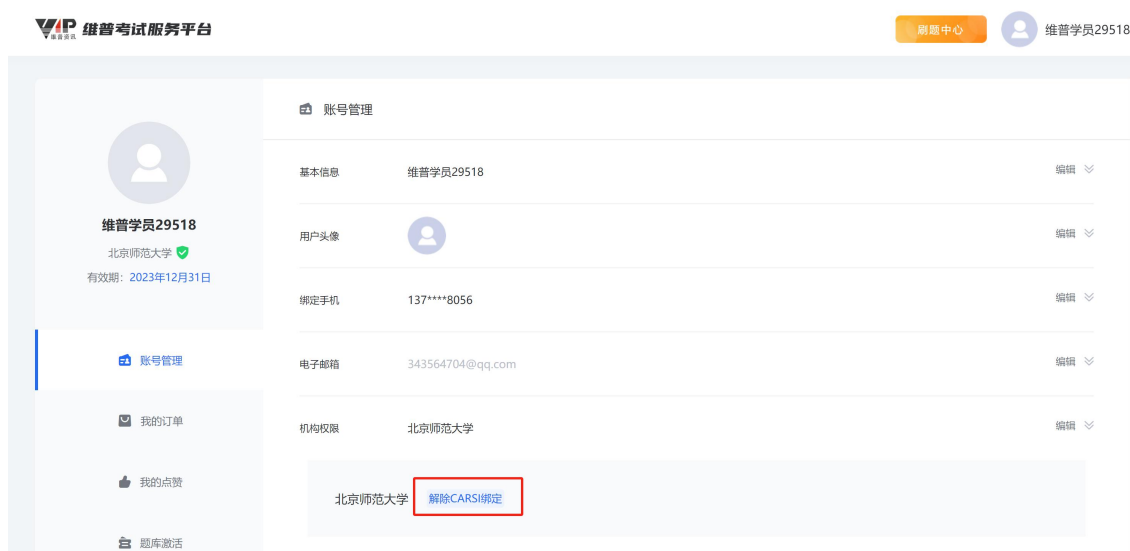 维普资讯
维普考试服务平台
刷题中心
维普学员29518
维普学员29518
北京师范大学
有效期：2023年12月31日
账号管理
我的订单
我的点赞
题库激活
账号管理
基本信息 维普学员29518 编辑
用户头像 编辑
绑定手机 137****8056 编辑
电子邮箱 343564704@qq.com 编辑
机构权限 北京师范大学 编辑
北京师范大学 解除CARSI绑定